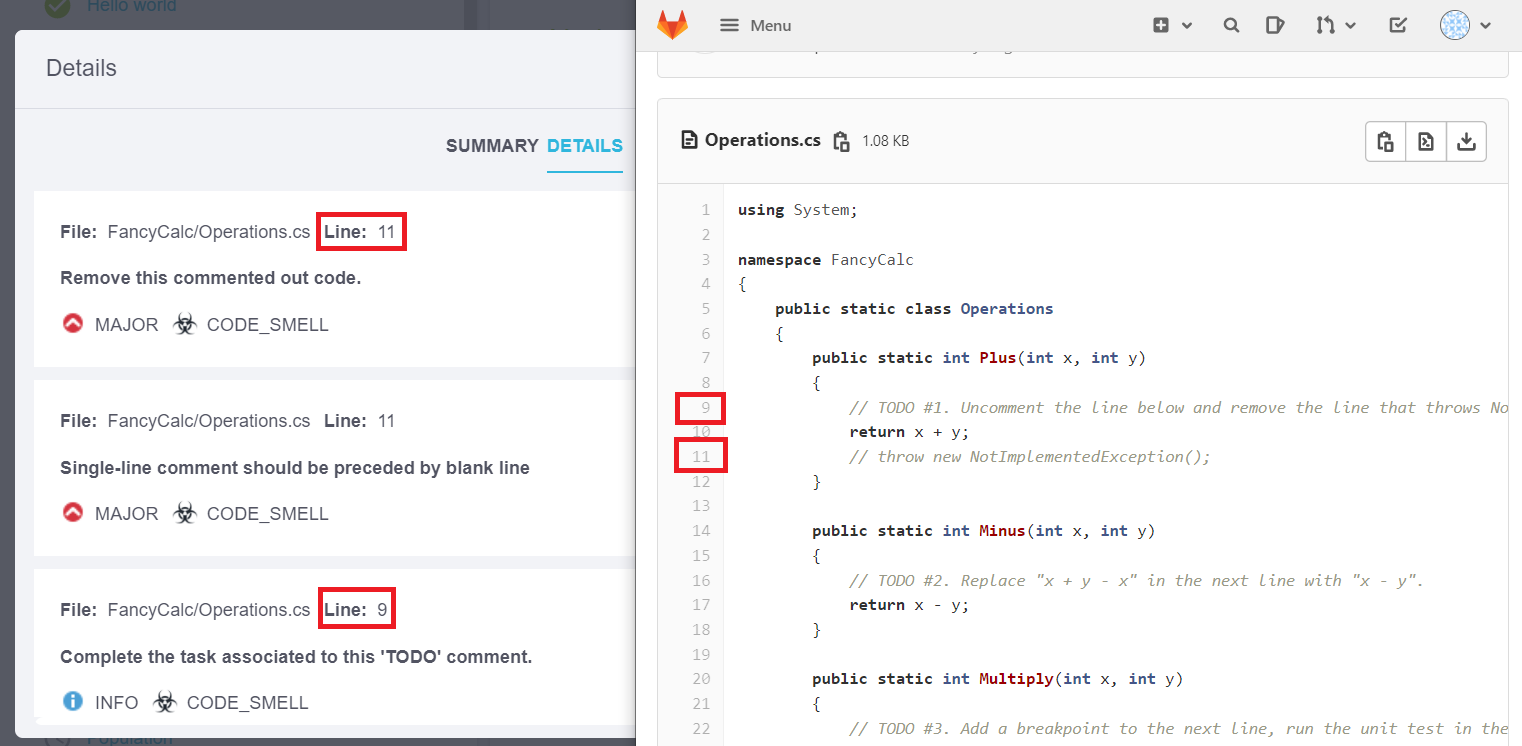 Hello world
Details
SUMMARY DETAILS
File: FancyCalc/Operations.cs Line: 11
Remove this commented out code.
MAJOR CODE_SMELL
File: FancyCalc/Operations.cs Line: 11
Single-line comment should be preceded by blank line
MAJOR CODE_SMELL
File: FancyCalc/Operations.cs Line: 9
Complete the task associated to this 'TODO' comment.
INFO CODE_SMELL
Population
Menu
Operations.cs 1.08 KB
1 using System;
2
3 namespace FancyCalc
4 {
5 public static class Operations
6 {
7 public static int Plus(int x, int y)
8 {
9 // TODO #1. Uncomment the line below and remove the line that throws No
10 return x + y;
11 // throw new NotImplementedException();
12 }
13
14 public static int Minus(int x, int y)
15 {
16 // TODO #2. Replace "x + y - x" in the next line with "x - y".
17 return x - y;
18 }
19
20 public static int Multiply(int x, int y)
21 {
22 // TODO #3. Add a breakpoint to the next line, run the unit test in the